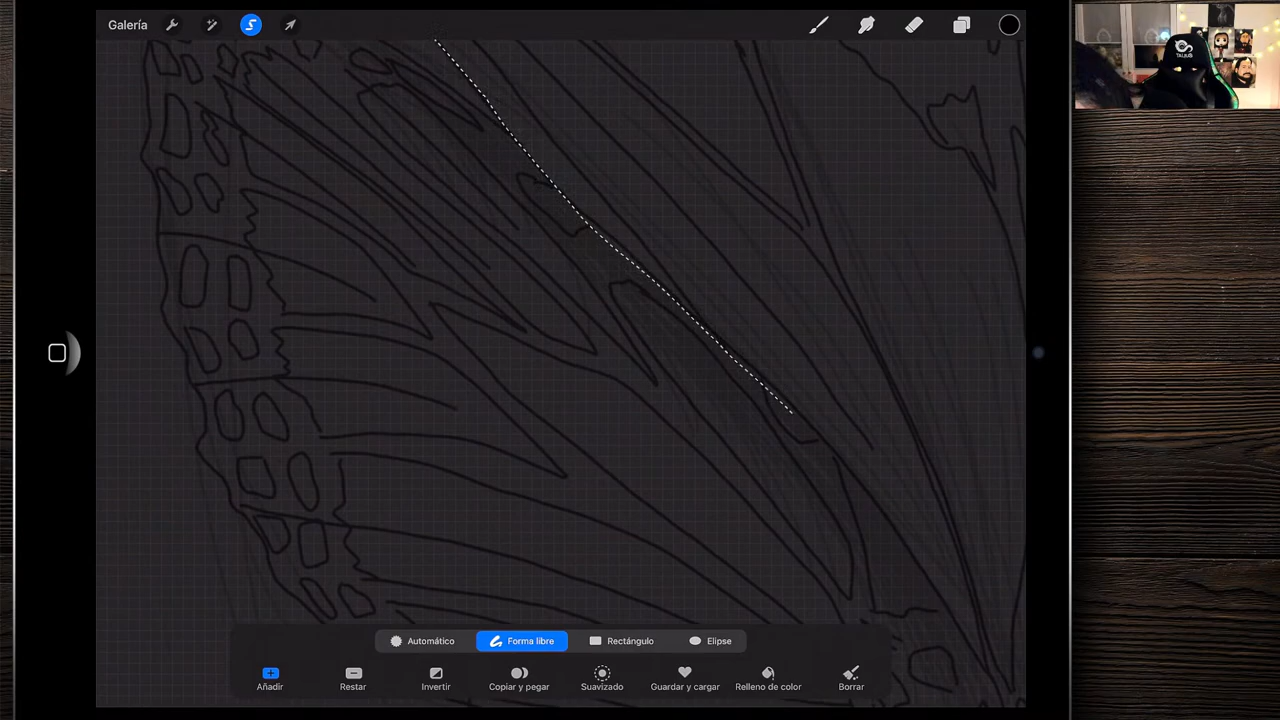 Galería
Automático
Forma libre
Rectángulo
Elipse
Añadir
Restar
Invertir
Copiar y pegar
Suavizado
Guardar y cargar
Relleno de color
Borrar